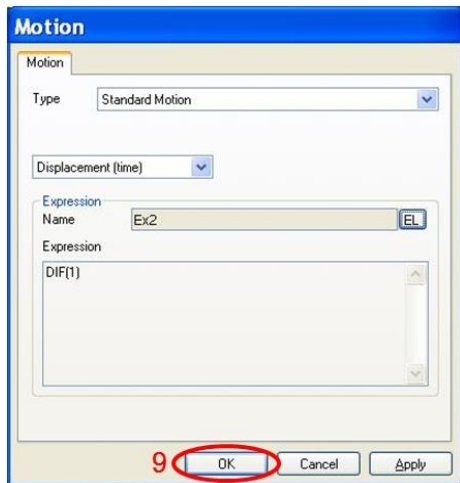 Motion
Motion
Type Standard Motion
Displacement (time)
Expression
Name Ex2 EL
Expression
DIF(1)
9 OK Cancel Apply